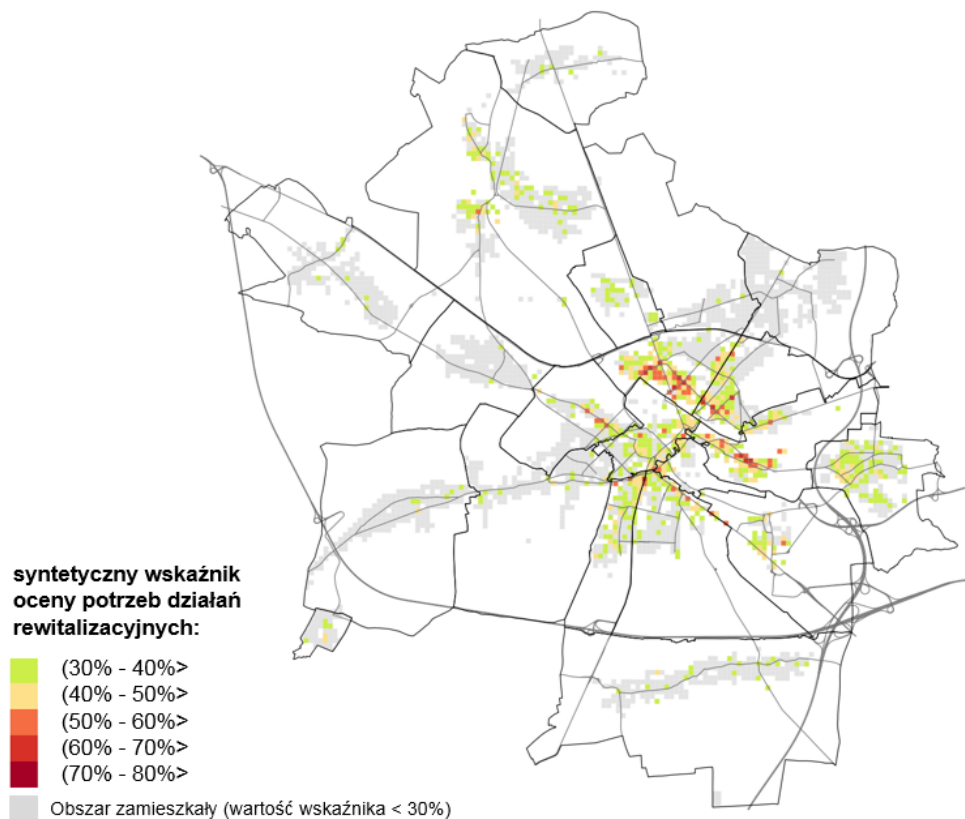 syntetyczny wskaźnik
oceny potrzeb działań
rewitalizacyjnych:
(30% - 40%>
(40% - 50%>
(50% - 60%>
(60% - 70%>
(70% - 80%>
Obszar zamieszkały (wartość wskaźnika < 30%)